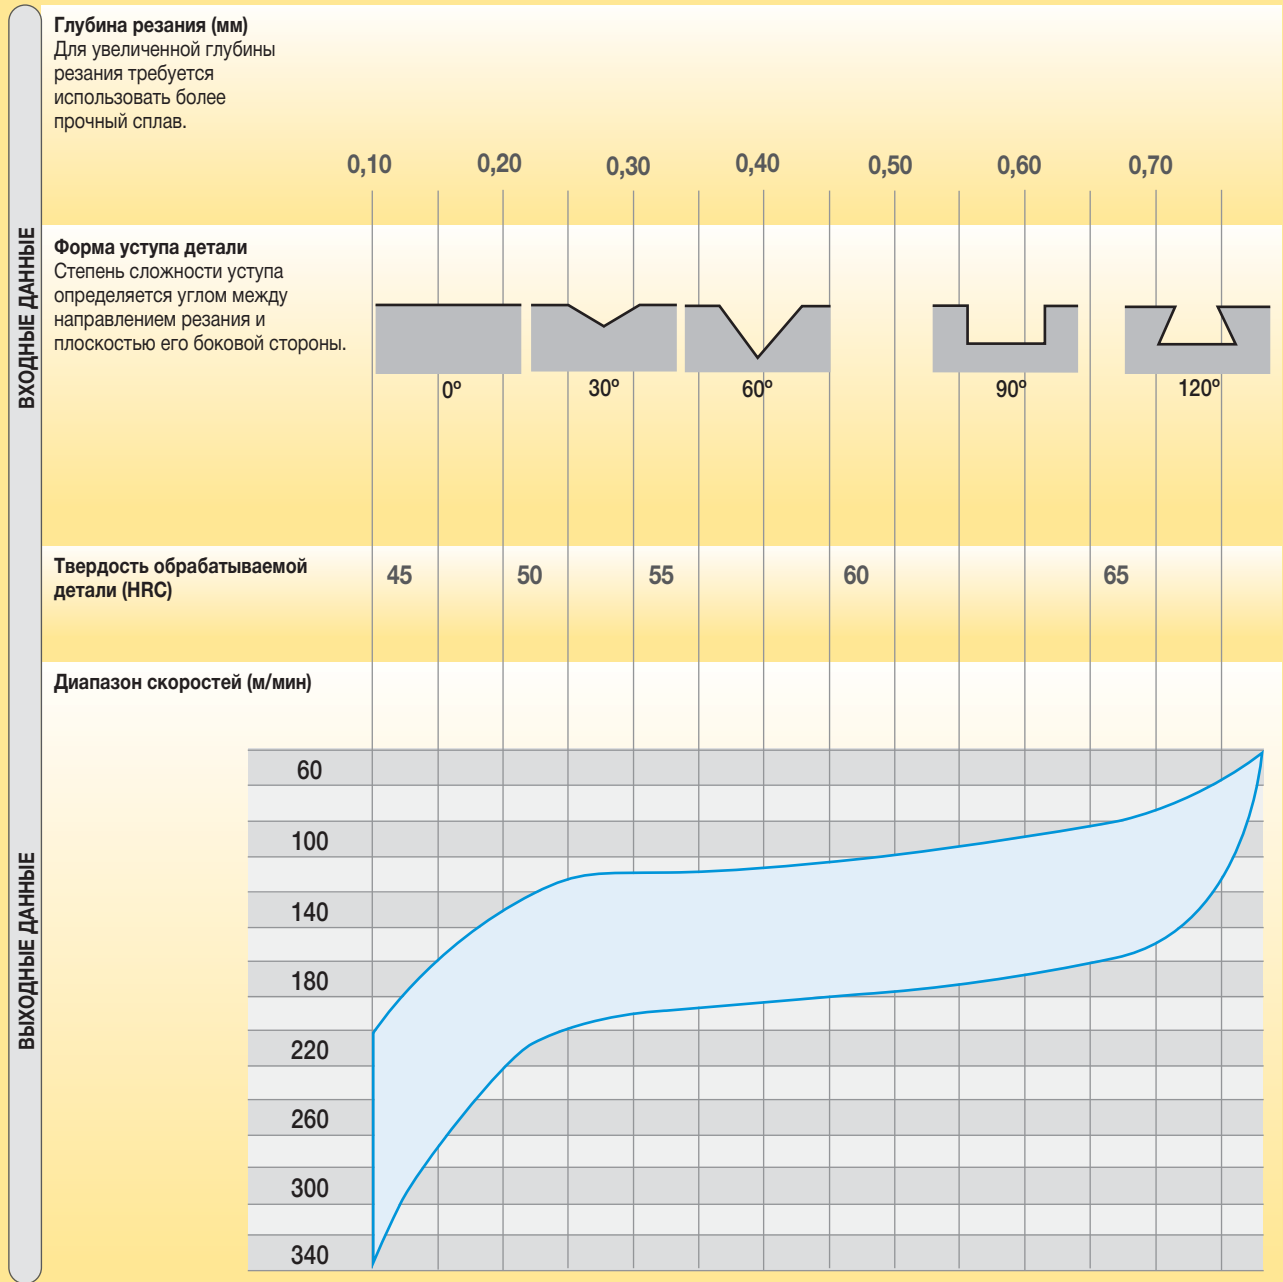 ВХОДНЫЕ ДАННЫЕ
Глубина резания (мм)
Для увеличенной глубины
резания требуется
использовать более
прочный сплав.
0,10 0,20 0,30 0,40 0,50 0,60 0,70
Форма уступа детали
Степень сложности уступа
определяется углом между
направлением резания и
плоскостью его боковой стороны.
0º 30º 60º 90º 120º
Твердость обрабатываемой
детали (HRC)
45 50 55 60 65
ВЫХОДНЫЕ ДАННЫЕ
Диапазон скоростей (м/мин)
60
100
140
180
220
260
300
340